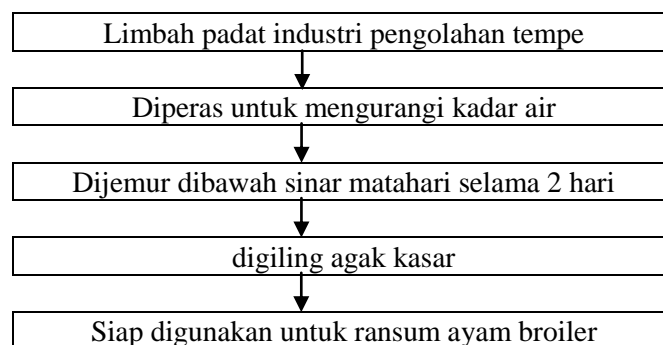 Limbah padat industri pengolahan tempe
Diperas untuk mengurangi kadar air
Dijemur dibawah sinar matahari selama 2 hari
digiling agak kasar
Siap digunakan untuk ransum ayam broiler